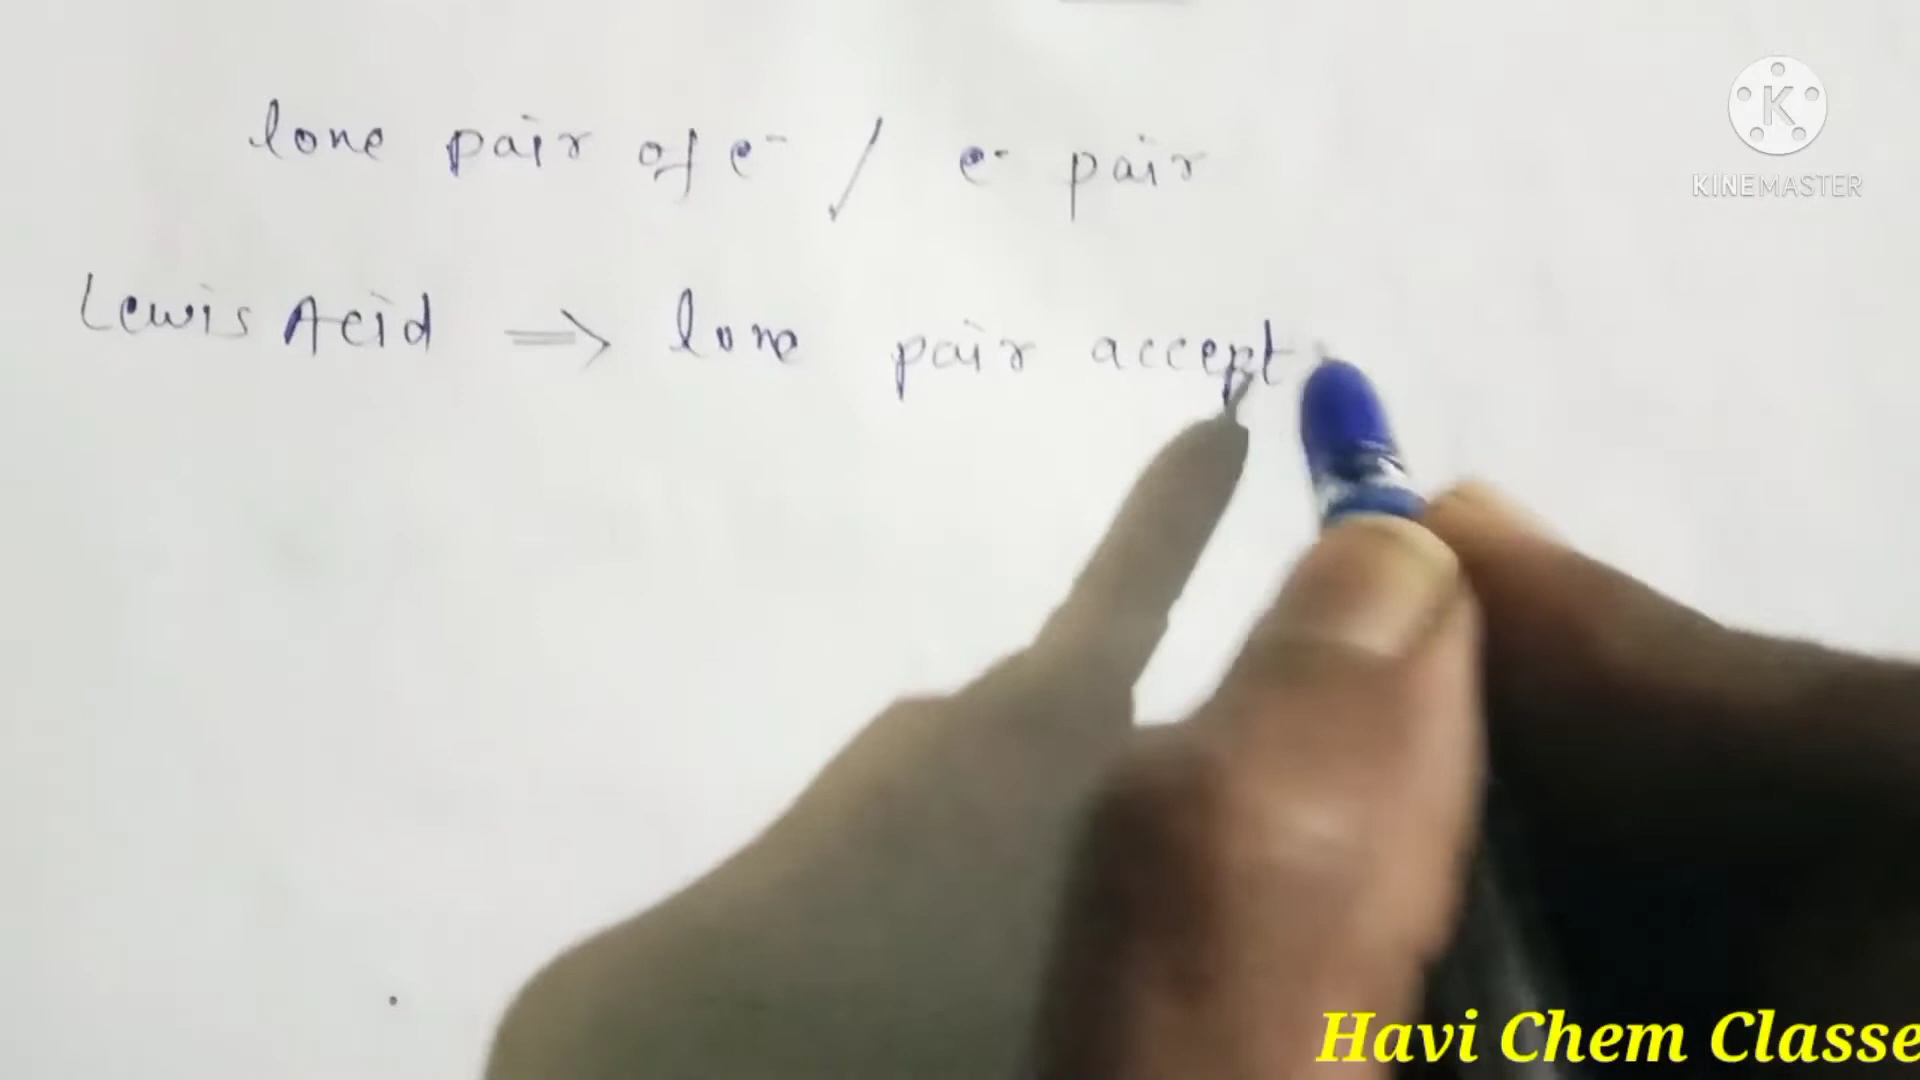 lone pair of e⁻ / e⁻ pair
Lewis Acid ⇒ lone pair accept
KINEMASTER
Havi Chem Classe